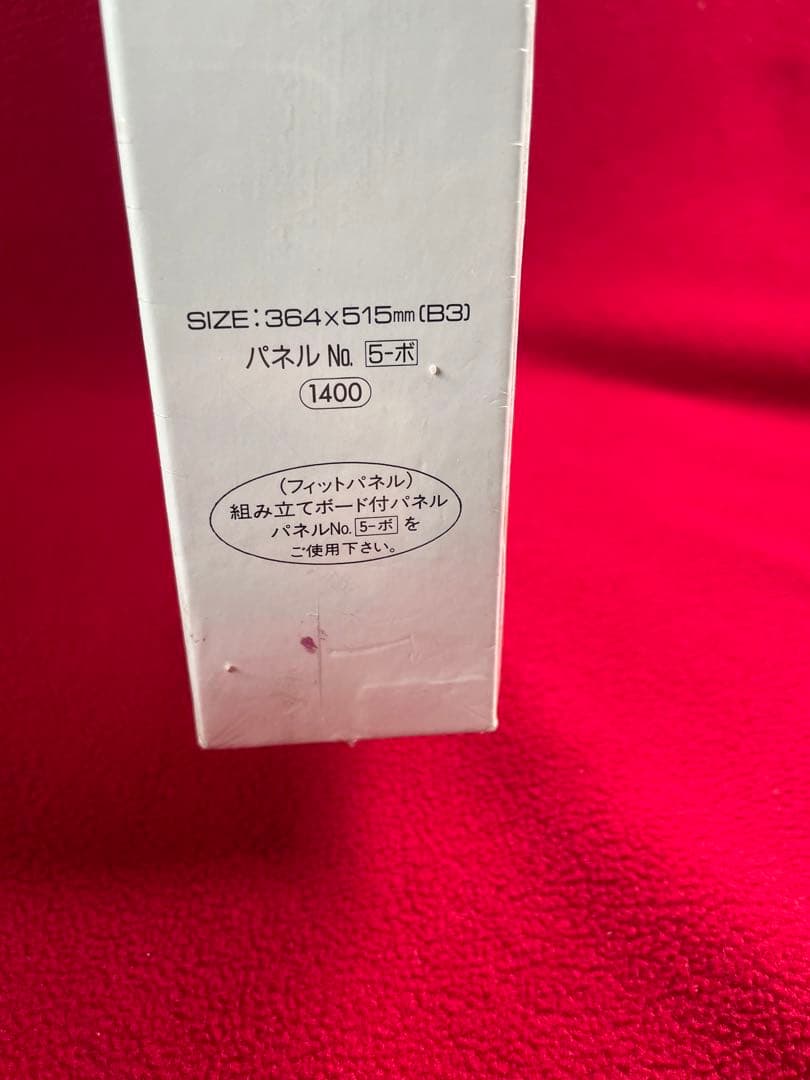 SIZE:364×515mm(B3)
パネル No. 5-ボ
1400
(フィットパネル)
組み立てボード付パネル
パネルNo. 5-ボ を
ご使用下さい。